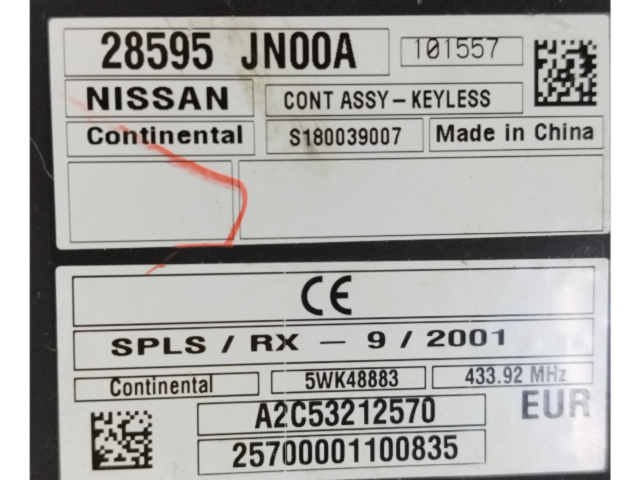 28595 JN00A 101557
NISSAN CONT ASSY-KEYLESS
Continental S180039007 Made in China
CE
SPLS / RX - 9 / 2001
Continental 5WK48883 433.92 MHz
A2C53212570 EUR
25700001100835